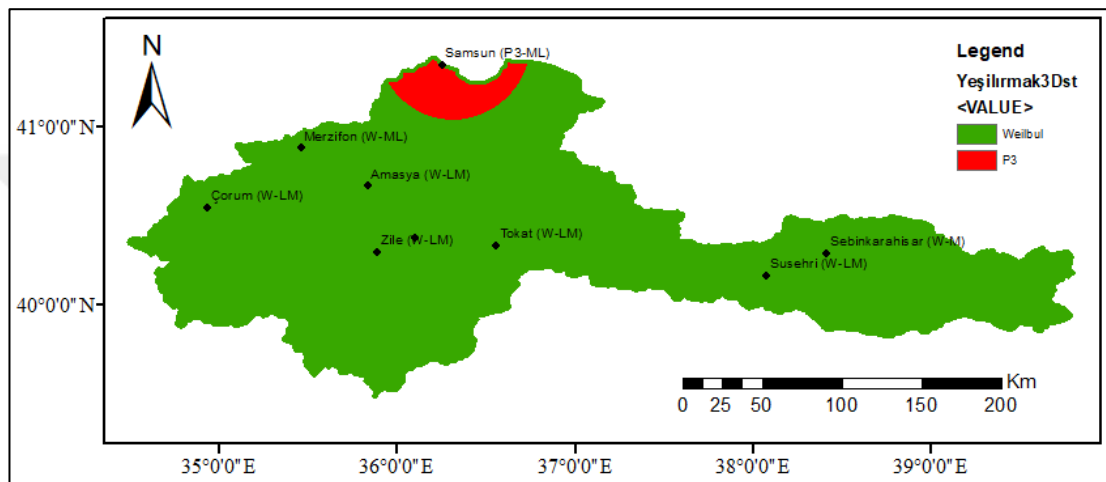 N
Samsun (P3-ML)
Legend
Yeşilırmak3Dst
<VALUE>
Weilbul
P3
41°0'0"N
Merzifon (W-ML)
Amasya (W-LM)
Çorum (W-LM)
Zile (W-LM)
Tokat (W-LM)
Sebinkarahisar (W-M)
Susehri (W-LM)
40°0'0"N
Km
0 25 50 100 150 200
35°0'0"E 36°0'0"E 37°0'0"E 38°0'0"E 39°0'0"E